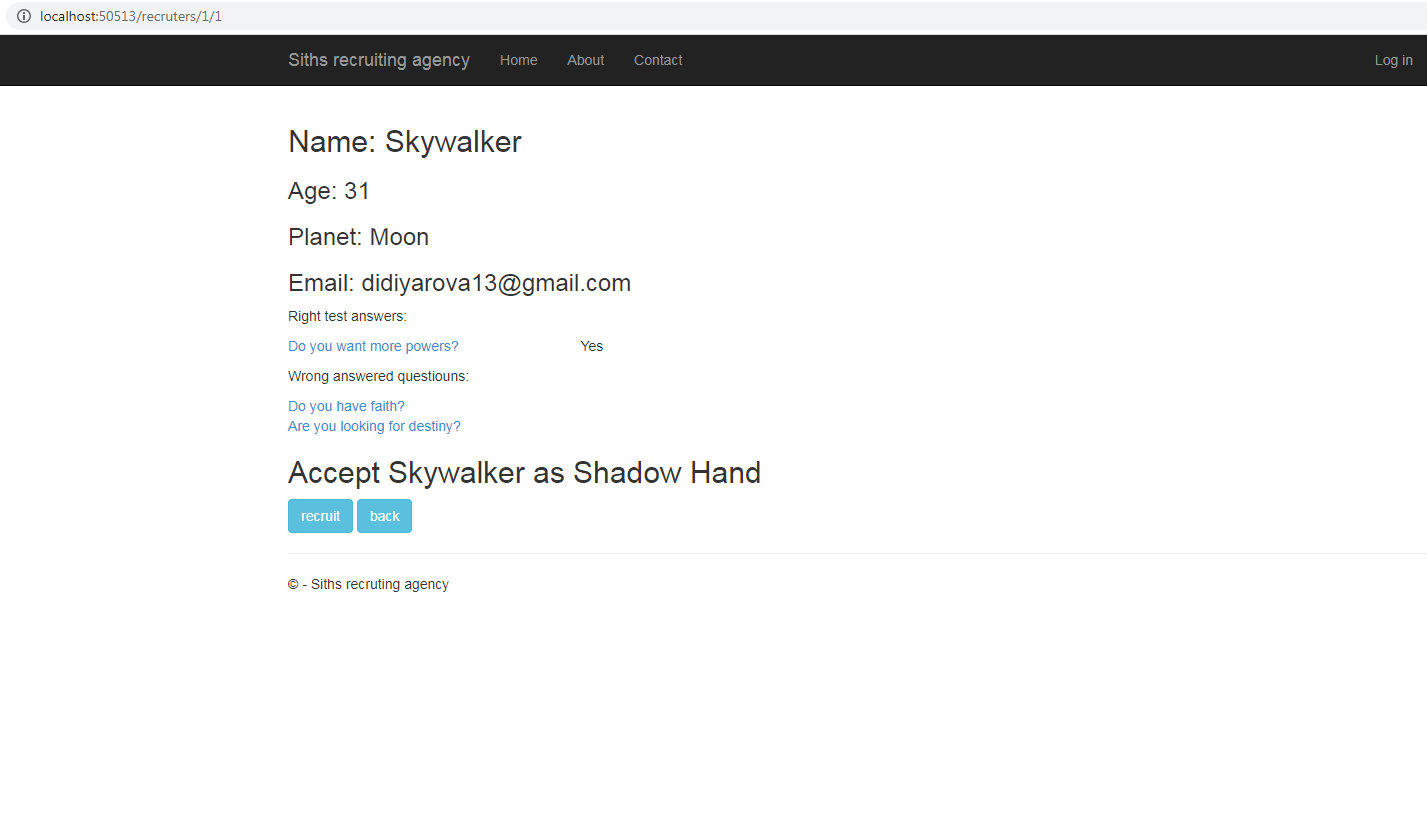 localhost:50513/recruters/1/1
Siths recruiting agency Home About Contact Log in
Name: Skywalker
Age: 31
Planet: Moon
Email: didiyarova13@gmail.com
Right test answers:
Do you want more powers? Yes
Wrong answered questiouns:
Do you have faith?
Are you looking for destiny?
Accept Skywalker as Shadow Hand
recruit back
© - Siths recruting agency